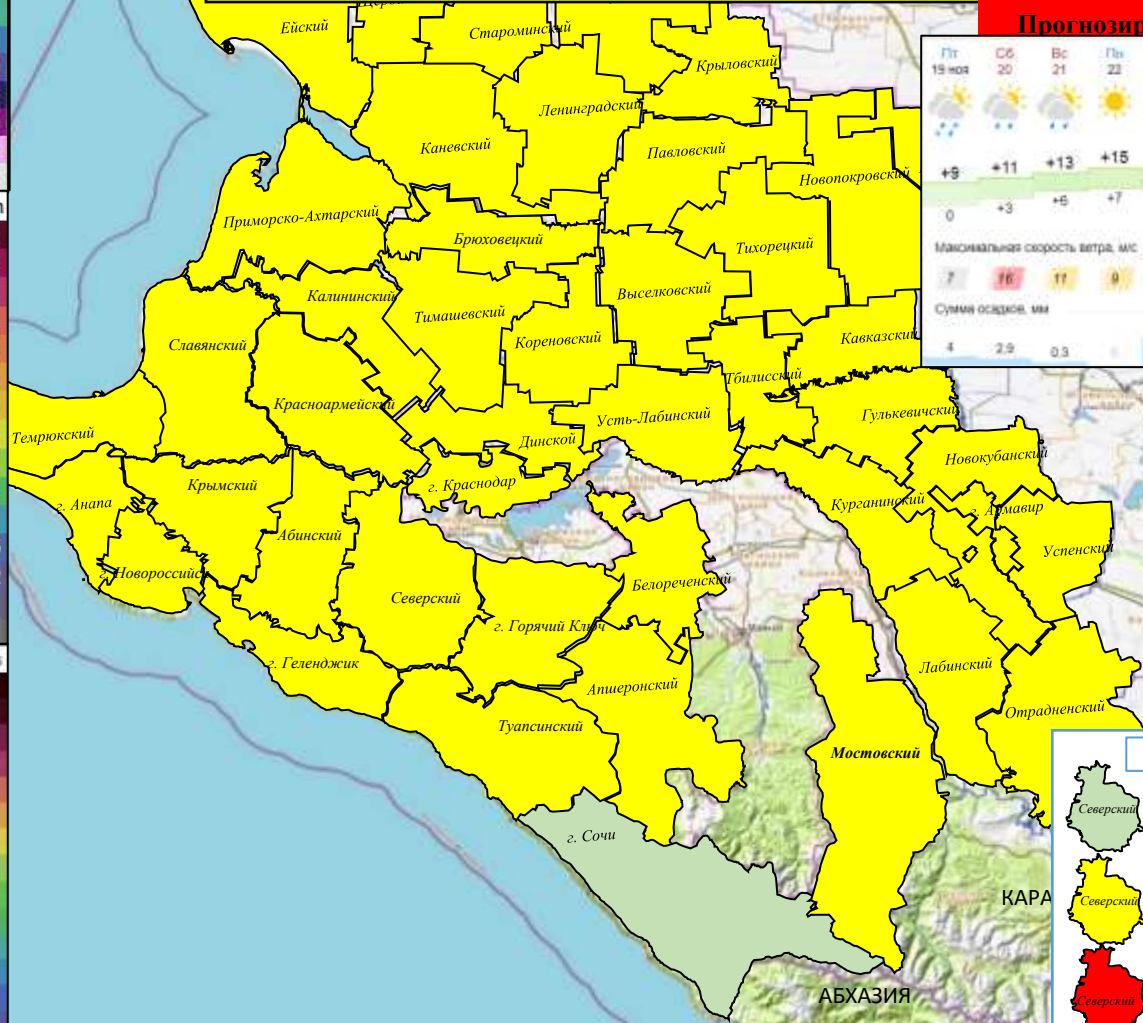 Прогнозир
Ейский
Староминский
Крыловский
Ленинградский
Каневский
Павловский
Новопокровский
Приморско-Ахтарский
Брюховецкий
Тихорецкий
Калининский
Тимашевский
Выселковский
Славянский
Кореновский
Кавказский
Тбилисский
Красноармейский
Усть-Лабинский
Гулькевичский
Темрюкский
Динской
Новокубанский
г. Краснодар
Крымский
г. Анапа
Курганинский
г. Армавир
Абинский
Успенский
г. Новороссийск
Белореченский
Северский
г. Горячий Ключ
г. Геленджик
Лабинский
Апшеронский
Отрадненский
Туапсинский
Мостовский
г. Сочи
КАРА
АБХАЗИЯ
Пт Сб Вс Пн
19 ноя 20 21 22
+9 +11 +13 +15
0 +3 +6 +7
Максимальная скорость ветра, м/с
7 16 11 9
Сумма осадков, мм
4 2.9 0.3
Северский
Северский
Северский